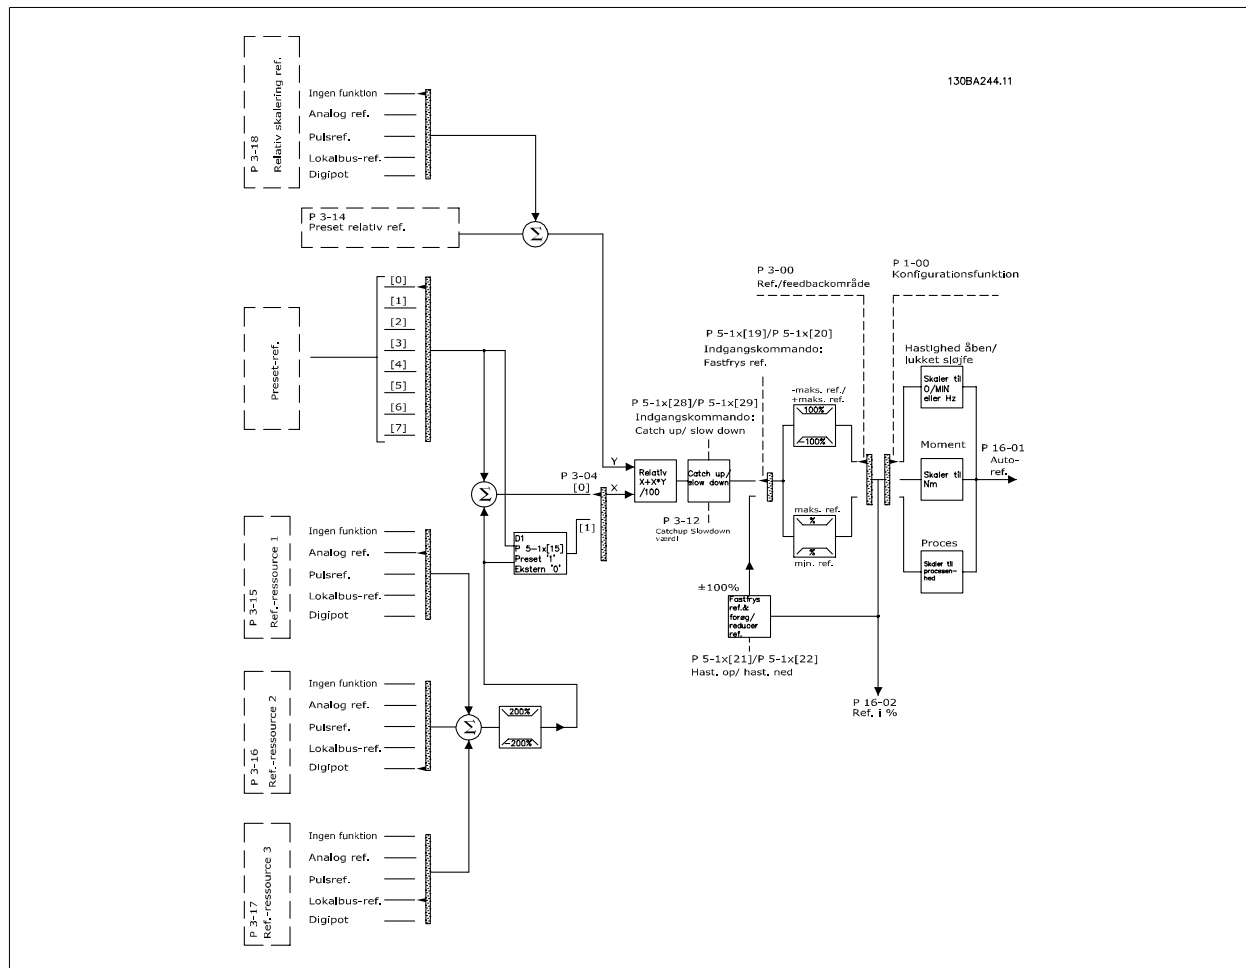 130BA244.11
P 3-18
Relativ skalering ref.
Ingen funktion
Analog ref.
Pulsref.
Lokalbus-ref.
Digipot
P 3-14
Preset relativ ref.
Σ
Preset-ref.
[0]
[1]
[2]
[3]
[4]
[5]
[6]
[7]
Σ
P 3-04
[0]
[1]
D1
P 5-1x[15]
Preset '1'
Ekstern '0'
Y
X
Relativ
X+X*Y
/100
P 5-1x[28]/P 5-1x[29]
Indgangskommando:
Catch up/ slow down
Catch up/
slow down
P 3-12
Catchup Slowdown
værdi
P 5-1x[19]/P 5-1x[20]
Indgangskommando:
Fastfrys ref.
P 3-00
Ref./feedbackområde
P 1-00
Konfigurationsfunktion
-maks. ref./
+maks. ref.
100%
-100%
maks. ref.
%
%
min. ref.
±100%
Fastfrys
ref.&
forøg/
reducer
ref.
P 5-1x[21]/P 5-1x[22]
Hast. op/ hast. ned
Hastighed åben/
lukket sløjfe
Skaler til
O/MIN
eller Hz
Moment
Skaler til
Nm
Proces
Skaler til
procesen-
hed
P 16-01
Auto-
ref.
P 16-02
Ref. i %
P 3-15
Ref.-ressource 1
Ingen funktion
Analog ref.
Pulsref.
Lokalbus-ref.
Digipot
P 3-16
Ref.-ressource 2
Ingen funktion
Analog ref.
Pulsref.
Lokalbus-ref.
Digipot
Σ
200%
-200%
P 3-17
Ref.-ressource 3
Ingen funktion
Analog ref.
Pulsref.
Lokalbus-ref.
Digipot